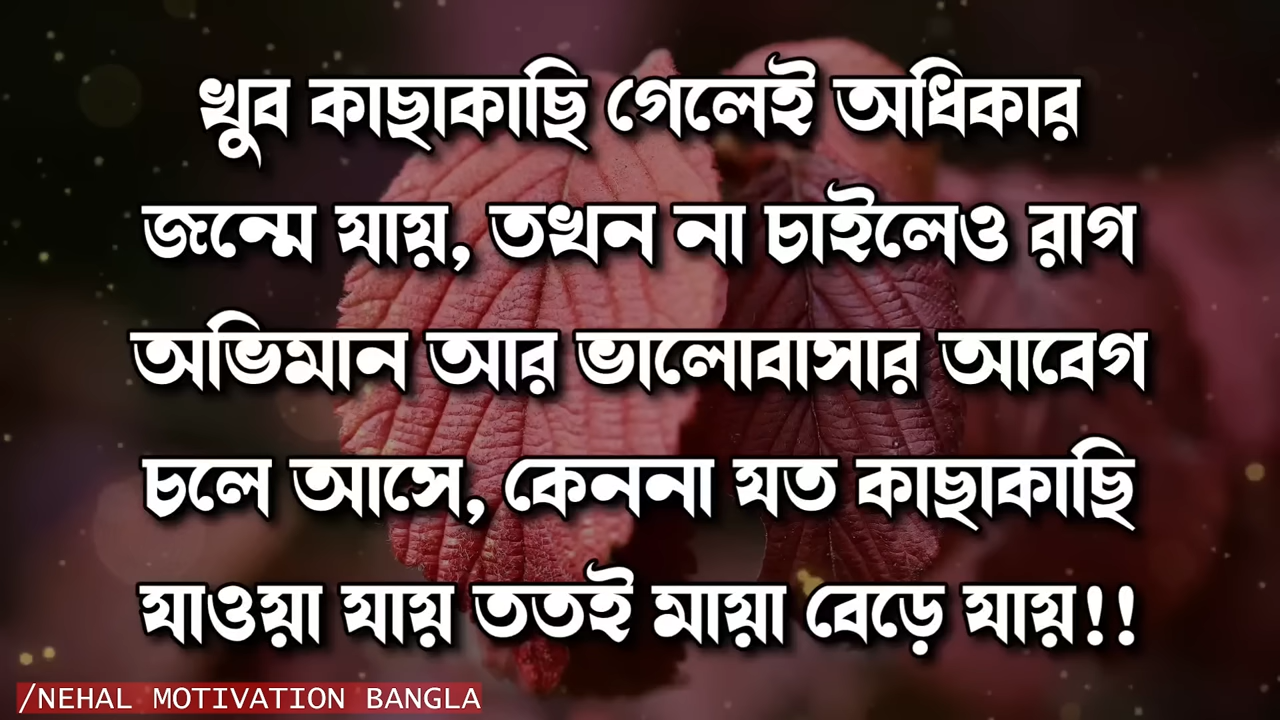 খুব কাছাকাছি গেলেই অধিকার
জন্মে যায়, তখন না চাইলেও রাগ
অভিমান আর ভালোবাসার আবেগ
চলে আসে, কেননা যত কাছাকাছি
যাওয়া যায় ততই মায়া বেড়ে যায়!!
/NEHAL MOTIVATION BANGLA